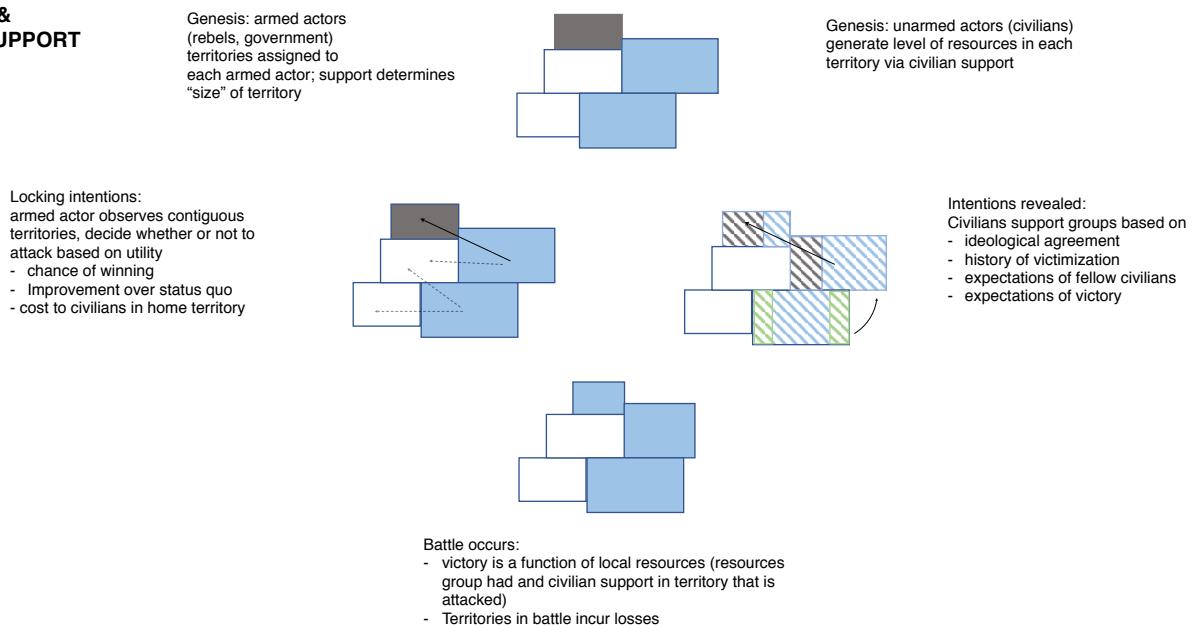 &
UPPORT
Genesis: armed actors
(rebels, government)
territories assigned to
each armed actor; support determines
“size” of territory
Genesis: unarmed actors (civilians)
generate level of resources in each
territory via civilian support
Locking intentions:
armed actor observes contiguous
territories, decide whether or not to
attack based on utility
- chance of winning
- Improvement over status quo
- cost to civilians in home territory
Intentions revealed:
Civilians support groups based on
- ideological agreement
- history of victimization
- expectations of fellow civilians
- expectations of victory
Battle occurs:
- victory is a function of local resources (resources
group had and civilian support in territory that is
attacked)
- Territories in battle incur losses